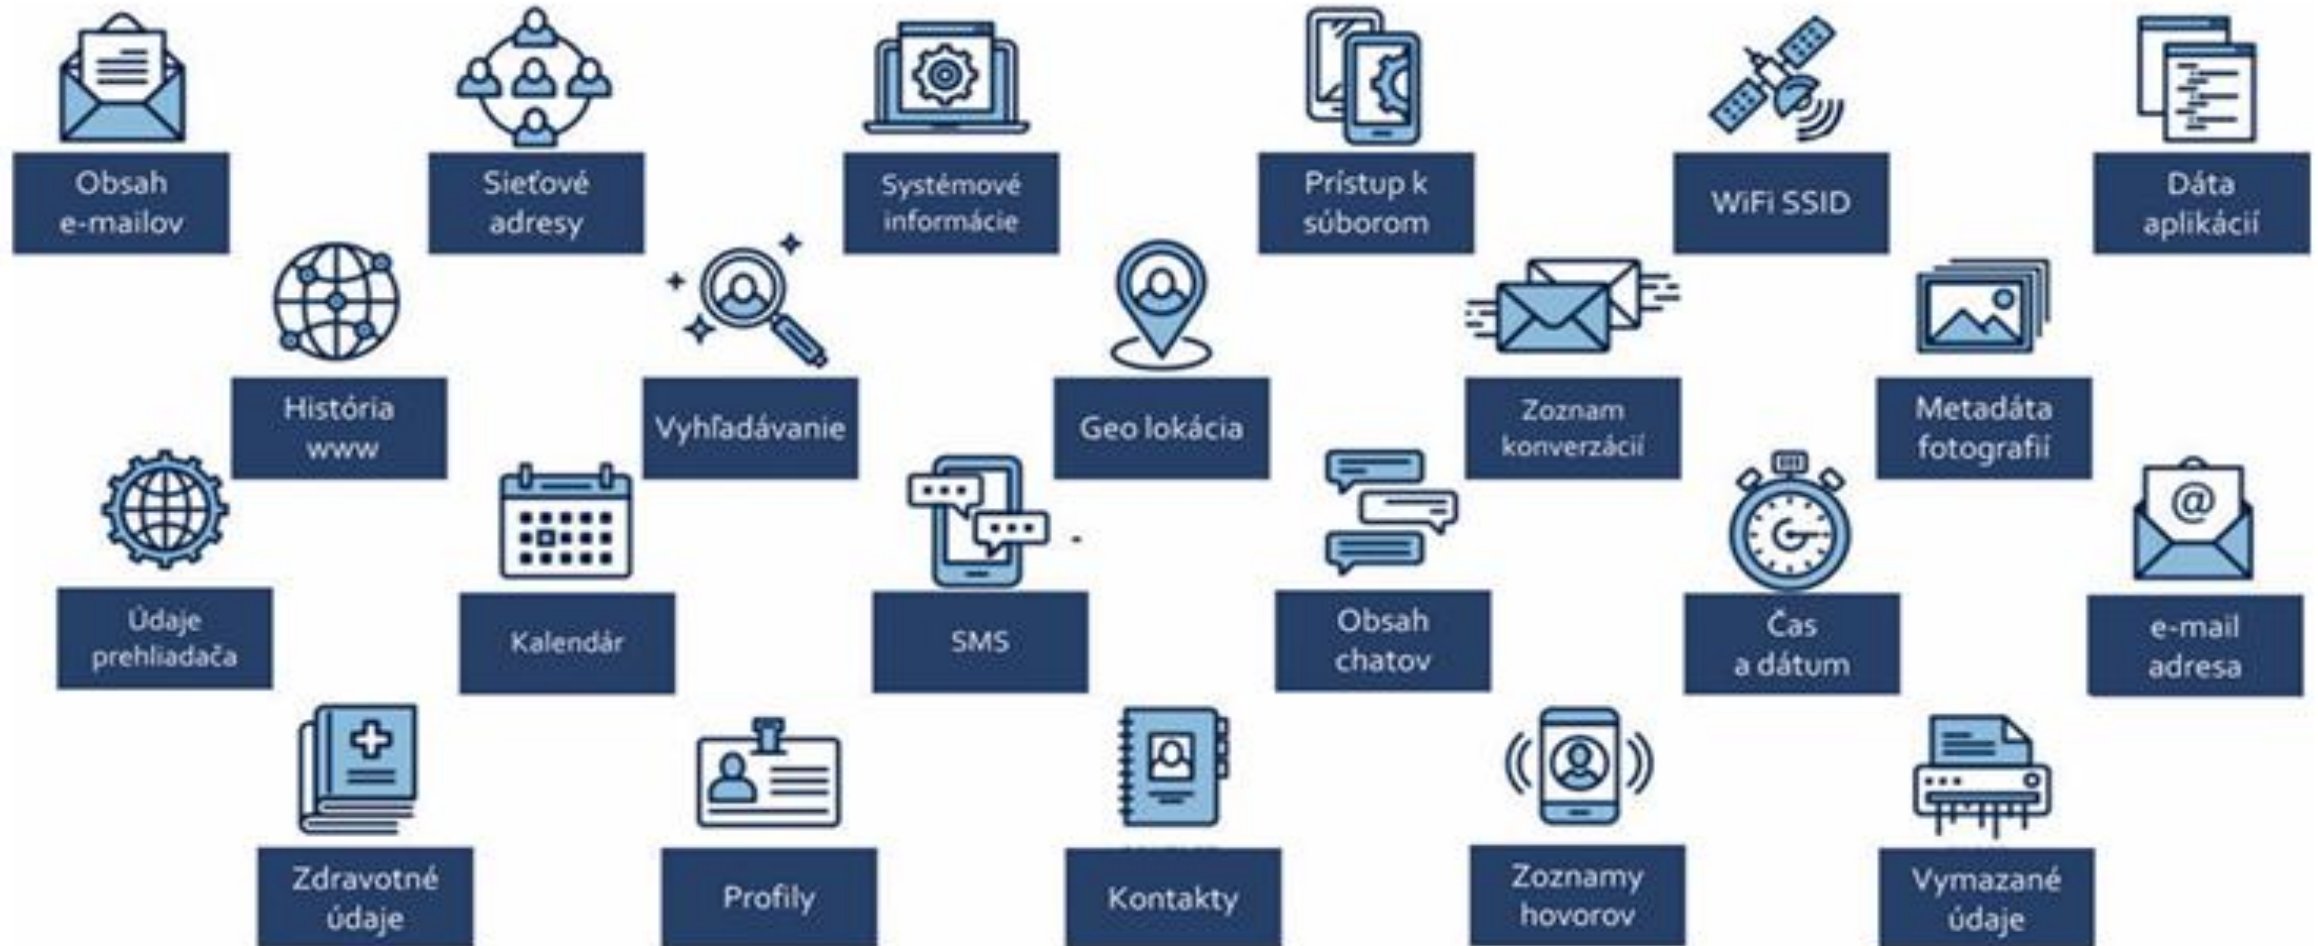 Obsah
e-mailov
Sieťové
adresy
Systémové
informácie
Prístup k
súborom
WiFi SSID
Dáta
aplikácií
História
www
Vyhľadávanie
Geo lokácia
Zoznam
konverzácií
Metadáta
fotografií
@
Údaje
prehliadača
Kalendár
SMS
Obsah
chatov
Čas
a dátum
e-mail
adresa
Zdravotné
údaje
Profily
Kontakty
Zoznamy
hovorov
Vymazané
údaje